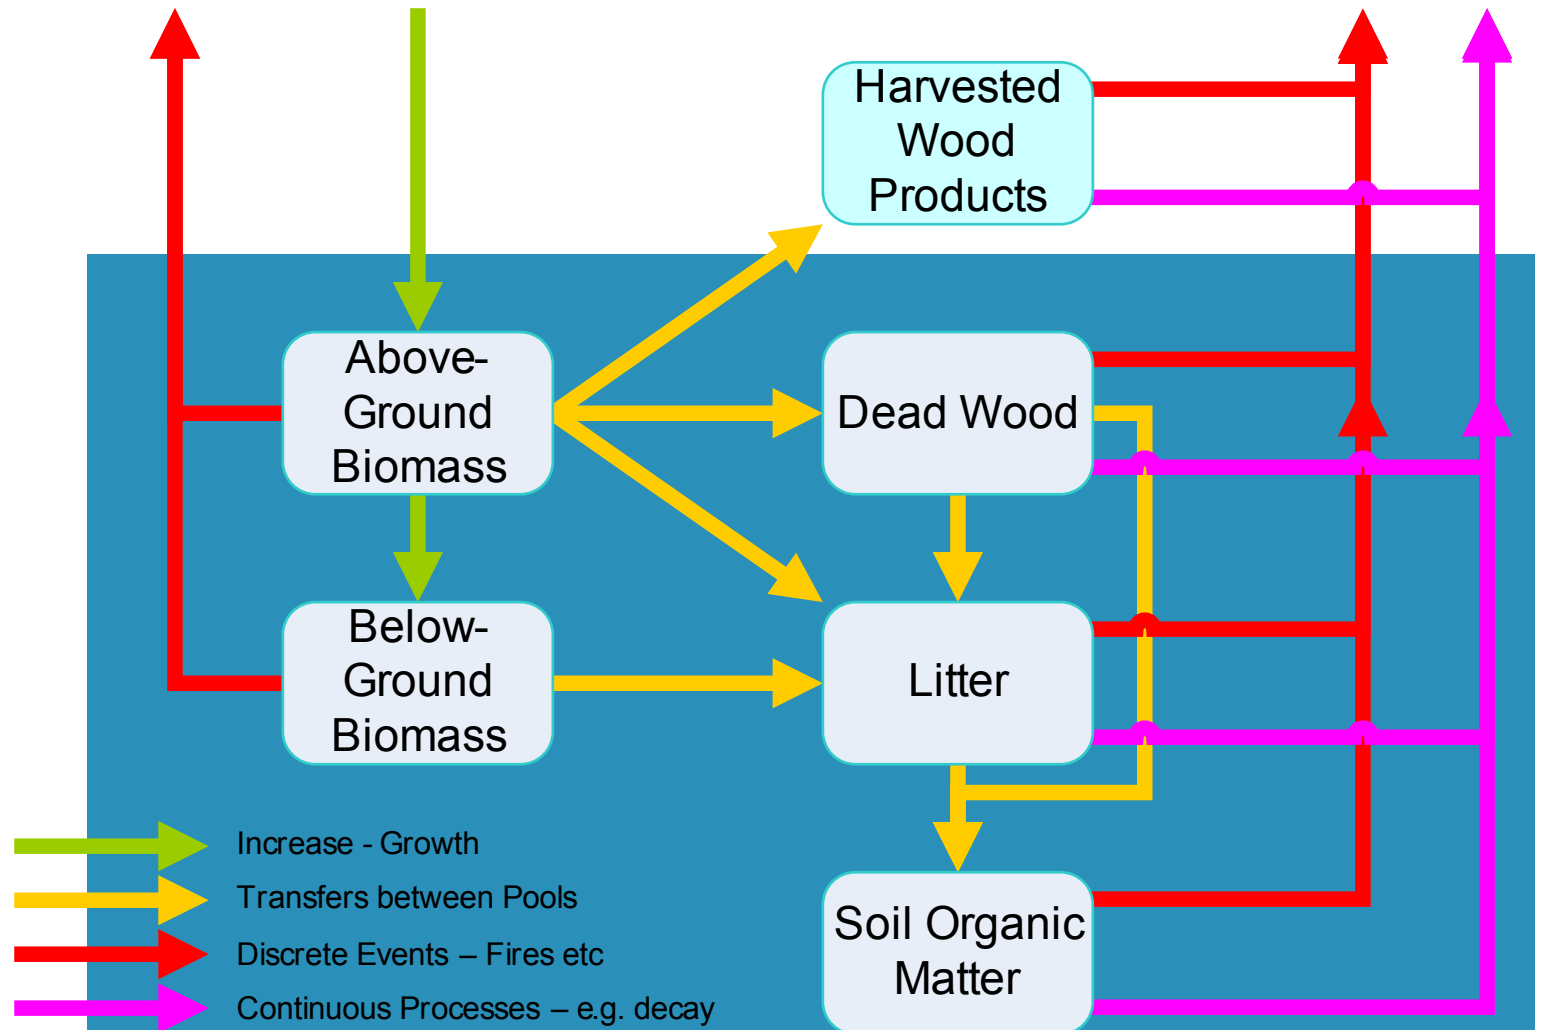 Harvested
Wood
Products
Above-
Ground
Biomass
Dead Wood
Below-
Ground
Biomass
Litter
Increase - Growth
Transfers between Pools
Discrete Events – Fires etc
Continuous Processes – e.g. decay
Soil Organic
Matter